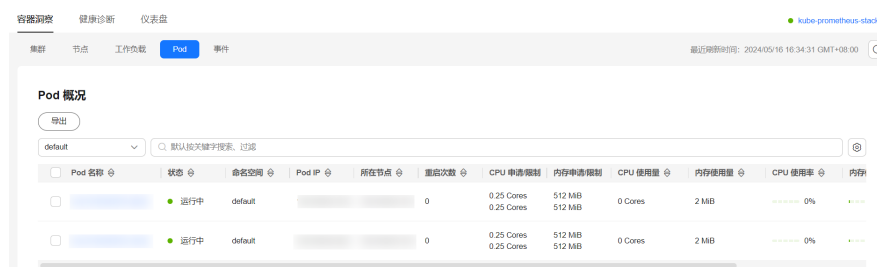 容器洞察 健康诊断 仪表盘
kube-prometheus-stack
集群 节点 工作负载 Pod 事件
最近刷新时间：2024/05/16 16:34:31 GMT+08:00
Pod 概况
导出
default
默认按关键字搜索、过滤
Pod 名称 状态 命名空间 Pod IP 所在节点 重启次数 CPU 申请/限制 内存申请/限制 CPU 使用量 内存使用量 CPU 使用率
运行中 default 0 0.25 Cores 512 MiB 0 Cores 2 MiB 0%
0.25 Cores 512 MiB
运行中 default 0 0.25 Cores 512 MiB 0 Cores 2 MiB 0%
0.25 Cores 512 MiB